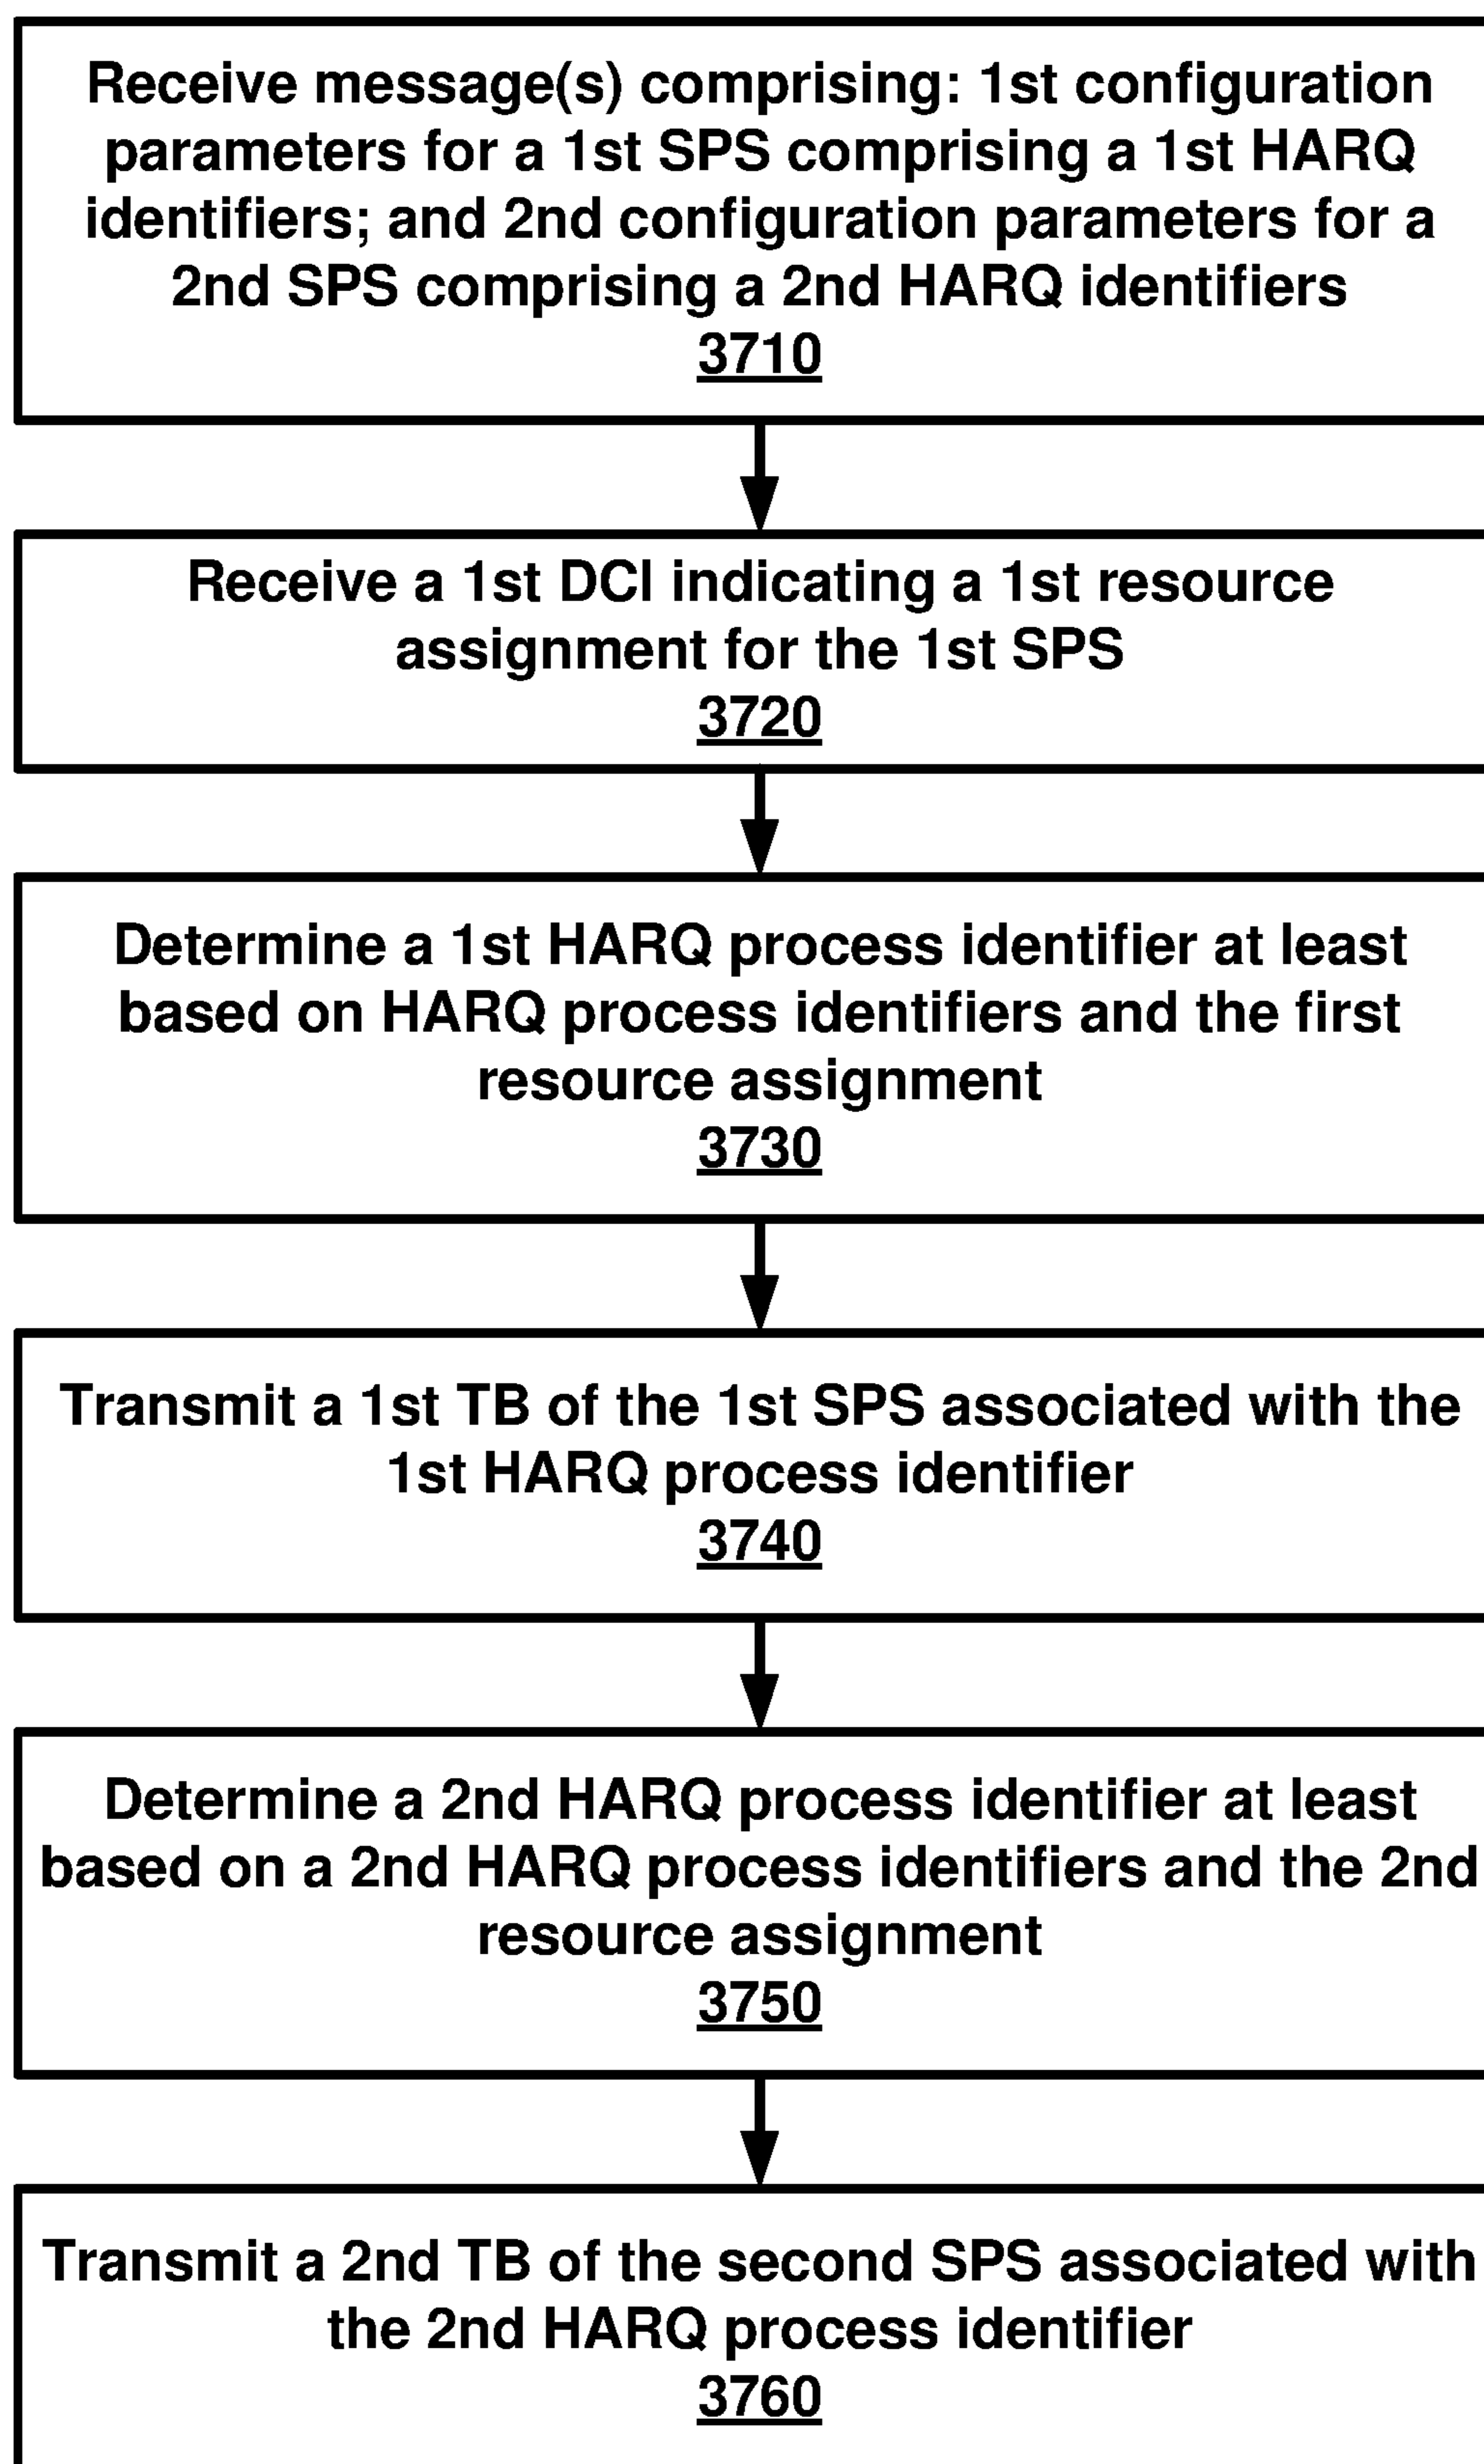 Receive message(s) comprising: 1st configuration
parameters for a 1st SPS comprising a 1st HARQ
identifiers; and 2nd configuration parameters for a
2nd SPS comprising a 2nd HARQ identifiers
3710
Receive a 1st DCI indicating a 1st resource
assignment for the 1st SPS
3720
Determine a 1st HARQ process identifier at least
based on HARQ process identifiers and the first
resource assignment
3730
Transmit a 1st TB of the 1st SPS associated with the
1st HARQ process identifier
3740
Determine a 2nd HARQ process identifier at least
based on a 2nd HARQ process identifiers and the 2nd
resource assignment
3750
Transmit a 2nd TB of the second SPS associated with
the 2nd HARQ process identifier
3760